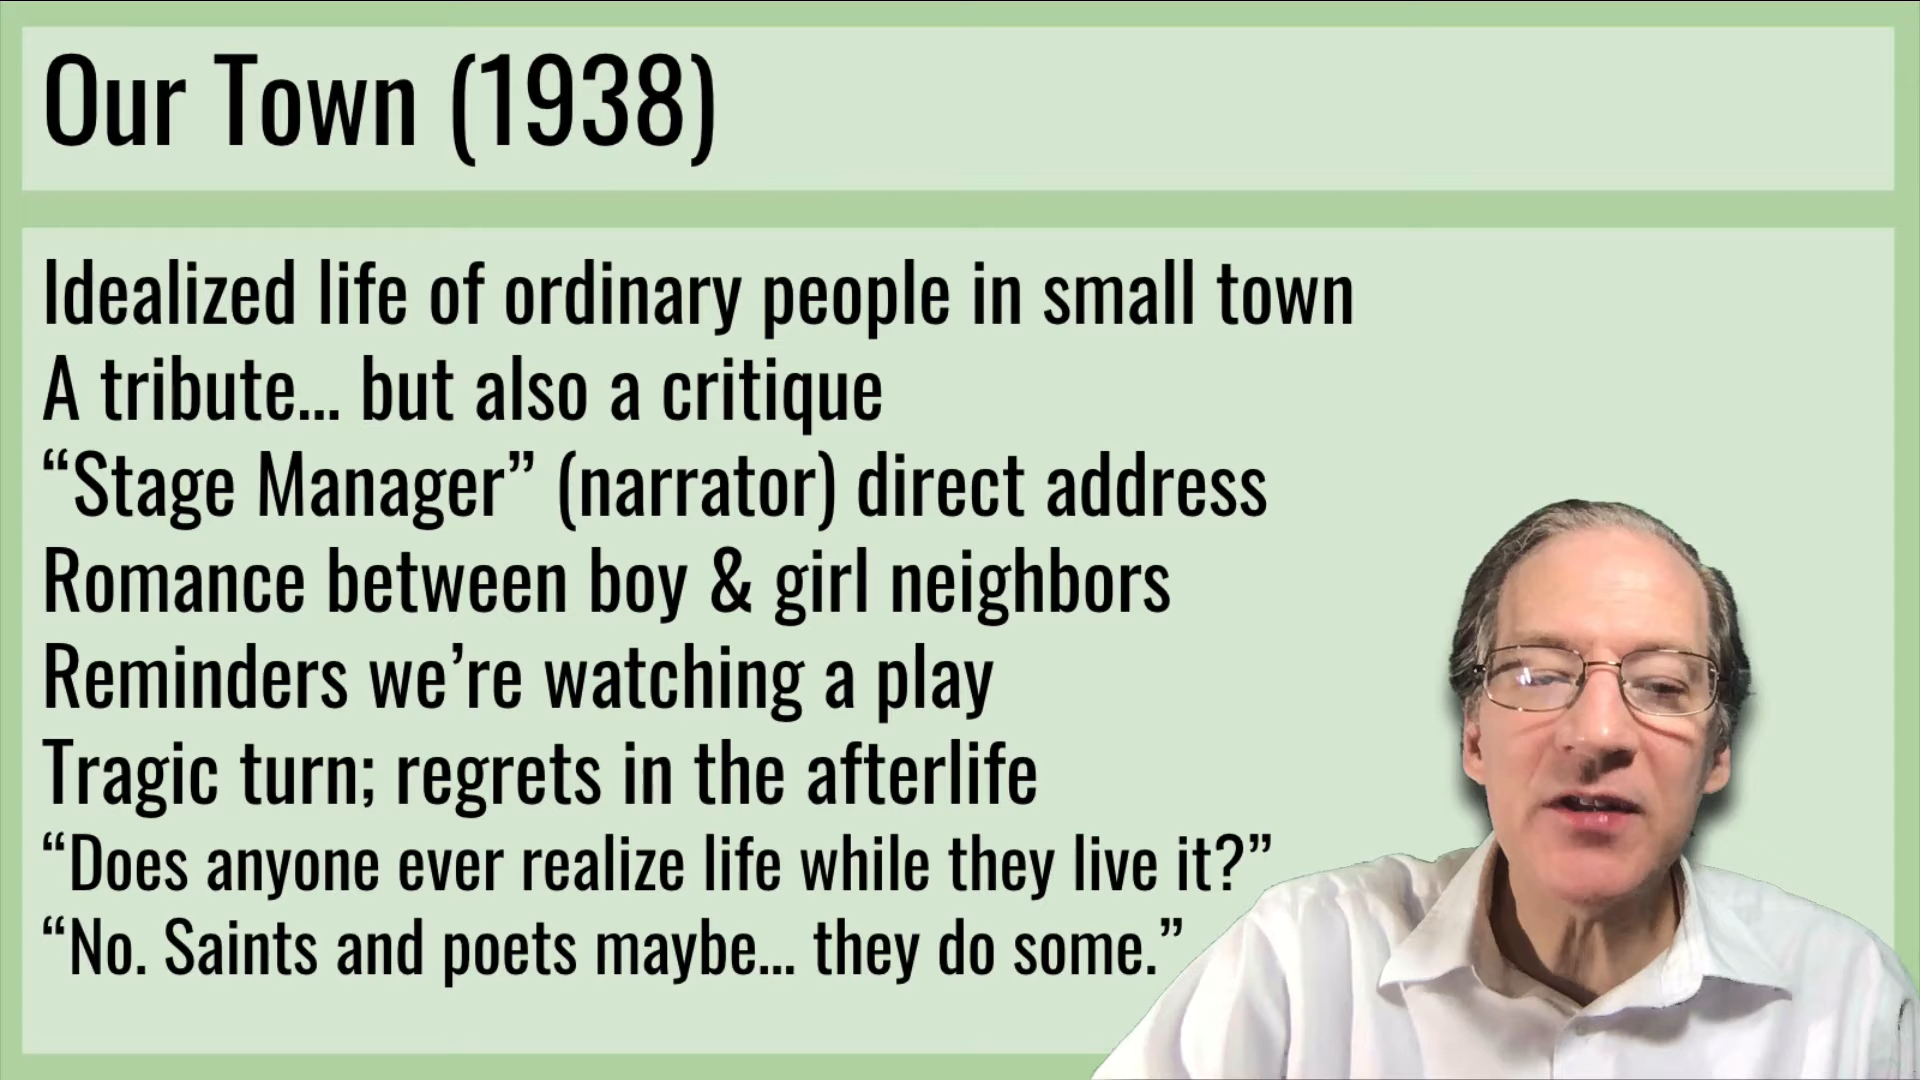 Our Town (1938)
Idealized life of ordinary people in small town
A tribute... but also a critique
“Stage Manager” (narrator) direct address
Romance between boy & girl neighbors
Reminders we’re watching a play
Tragic turn; regrets in the afterlife
“Does anyone ever realize life while they live it?”
“No. Saints and poets maybe... they do some.”